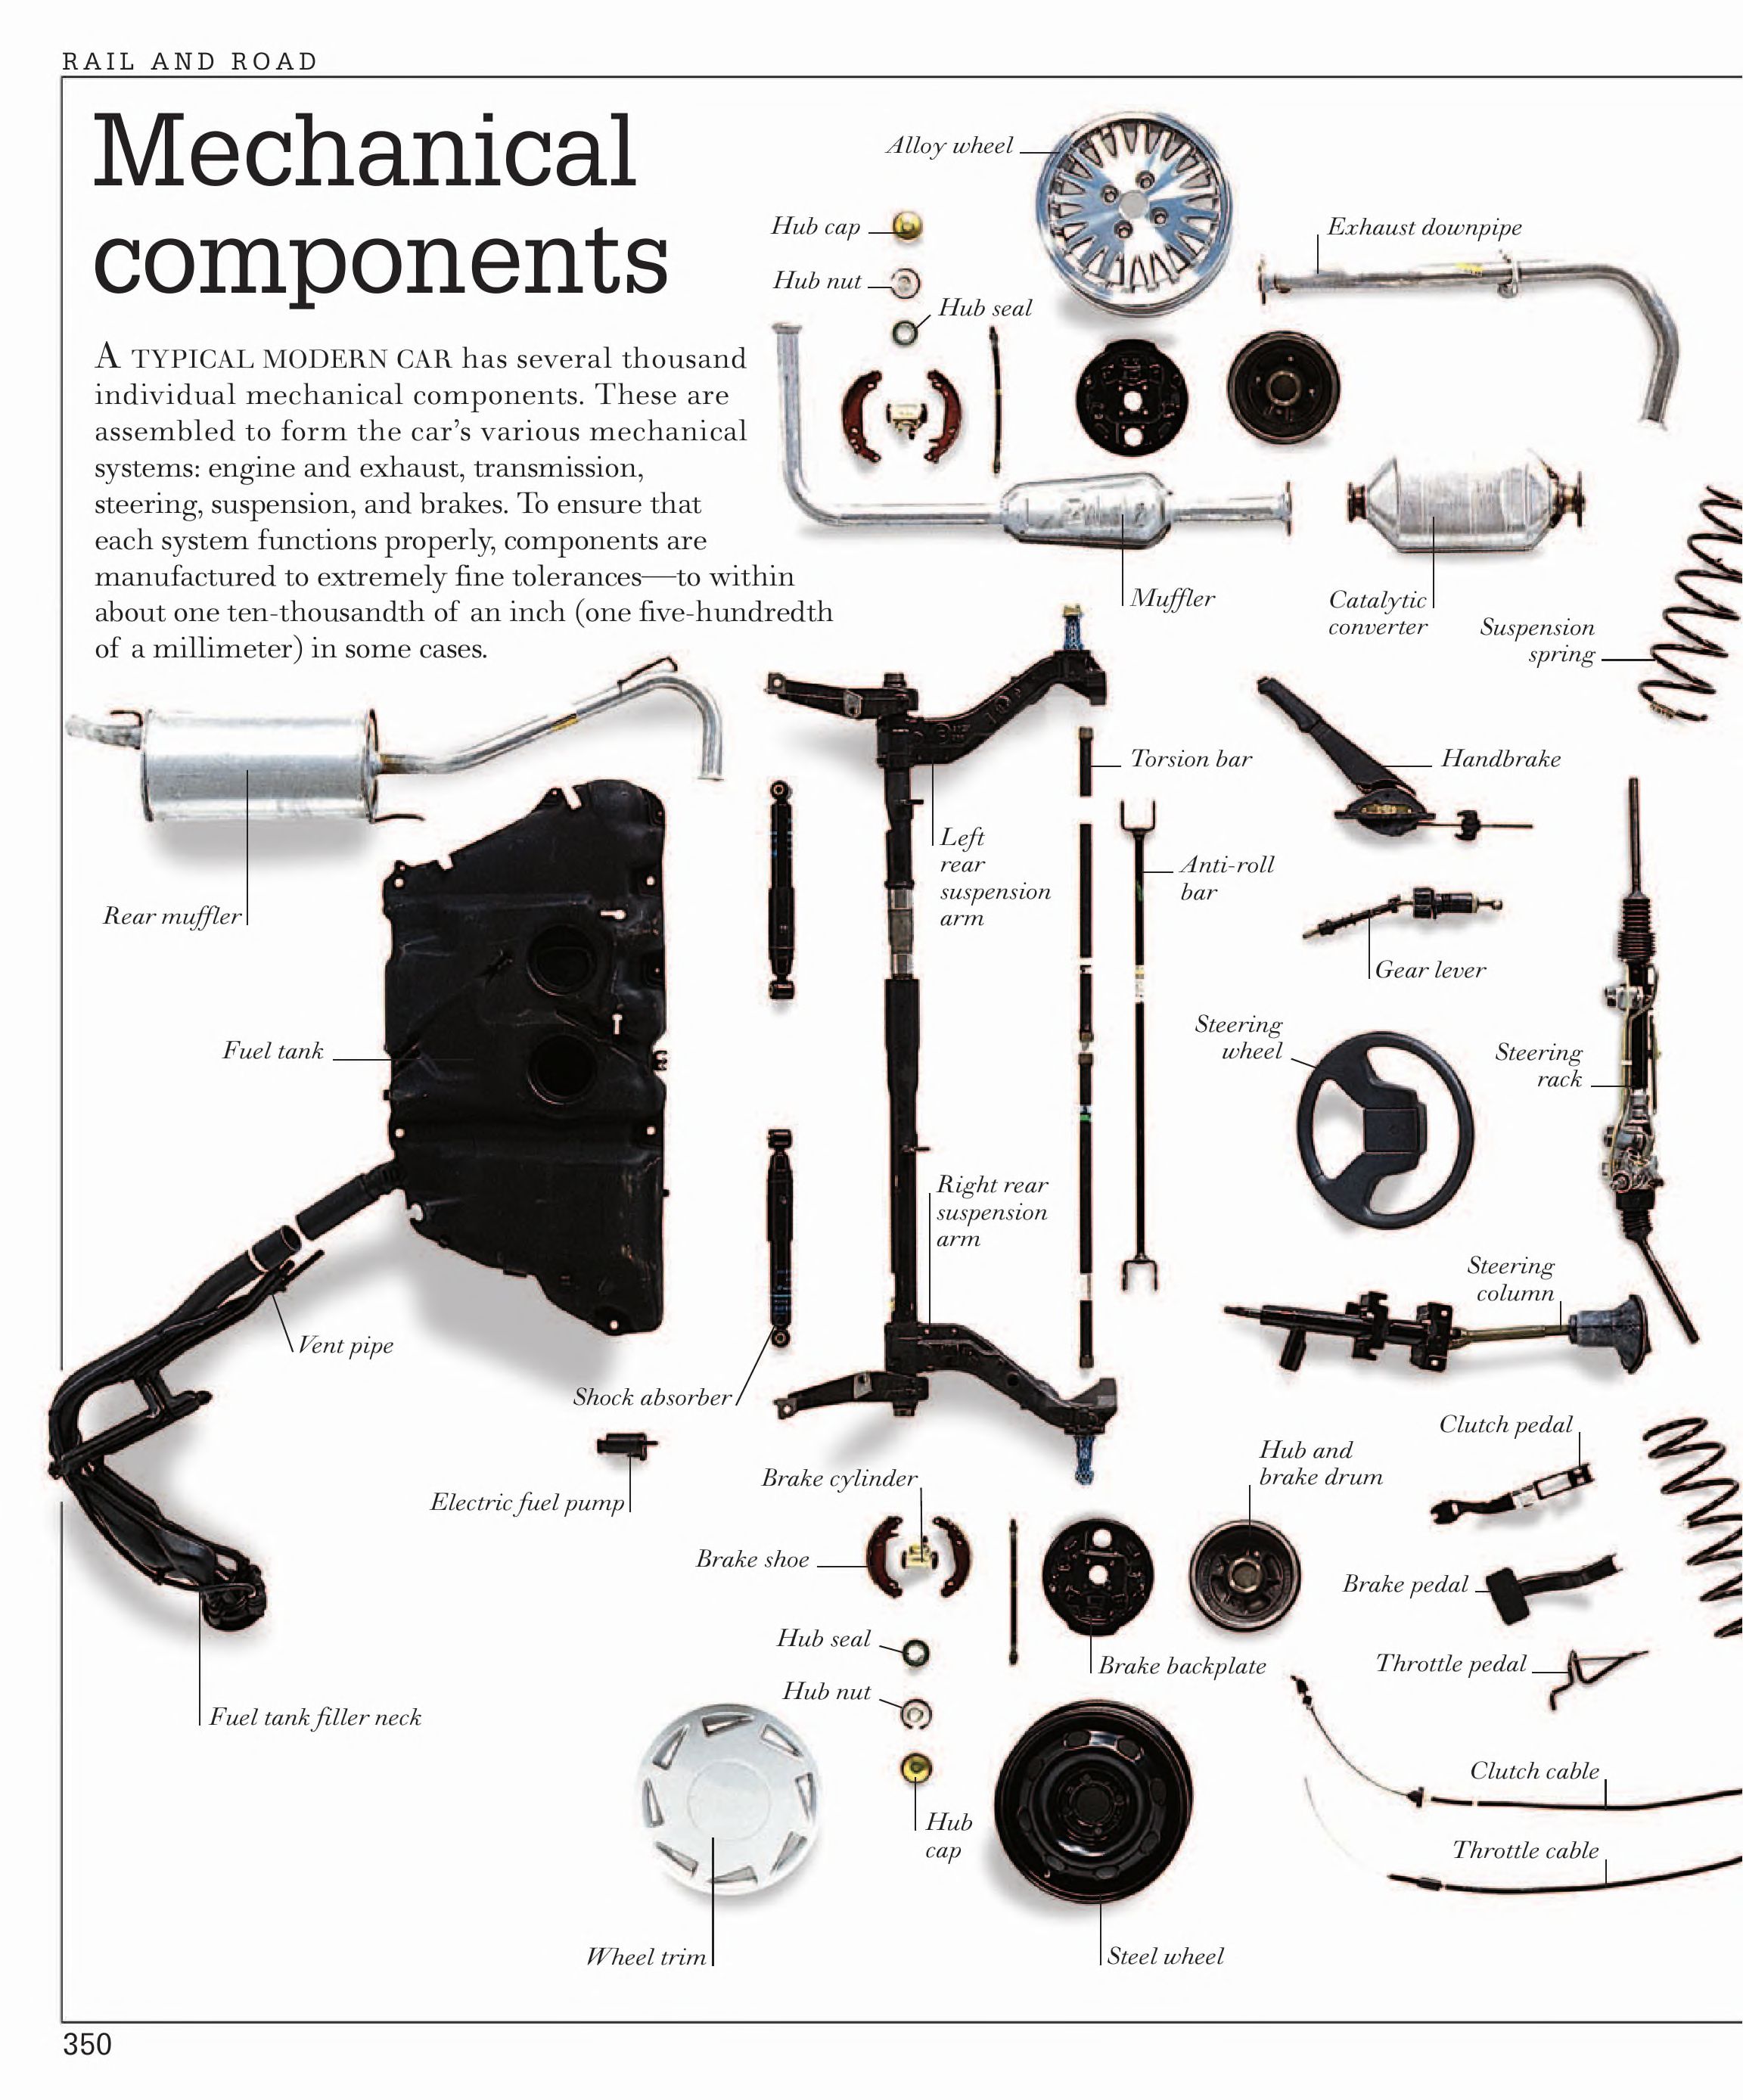 RAIL AND ROAD
Mechanical
components
A TYPICAL MODERN CAR has several thousand
individual mechanical components. These are
assembled to form the car’s various mechanical
systems: engine and exhaust, transmission,
steering, suspension, and brakes. To ensure that
each system functions properly, components are
manufactured to extremely fine tolerances—to within
about one ten-thousandth of an inch (one five-hundredth
of a millimeter) in some cases.
Alloy wheel
Hub cap
Exhaust downpipe
Hub nut
Hub seal
Muffler
Catalytic
converter
Suspension
spring
Torsion bar
Handbrake
Left
rear
suspension
arm
Anti-roll
bar
Rear muffler
Gear lever
Steering
wheel
Fuel tank
Steering
rack
Right rear
suspension
arm
Steering
column
Vent pipe
Shock absorber
Clutch pedal
Hub and
brake drum
Brake cylinder
Electric fuel pump
Brake shoe
Brake pedal
Hub seal
Brake backplate
Throttle pedal
Hub nut
Fuel tank filler neck
Clutch cable
Hub
cap
Throttle cable
Wheel trim
Steel wheel
350